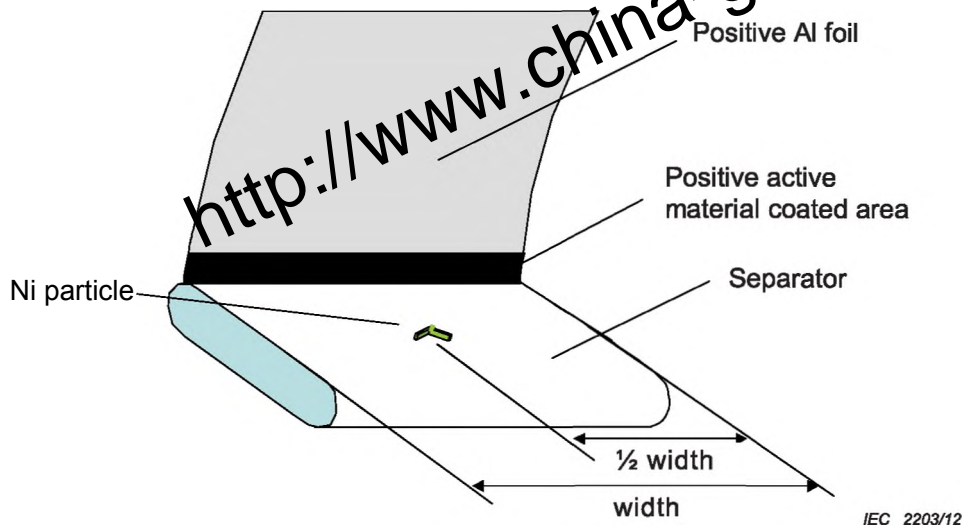 http://www.china-g
Positive Al foil
Positive active
material coated area
Separator
Ni particle
½ width
width
IEC 2203/12